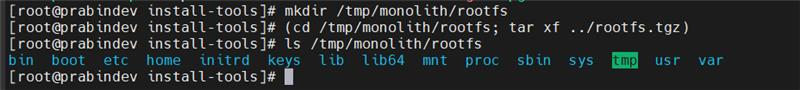 [root@prabindev install-tools]# mkdir /tmp/monolith/rootfs
[root@prabindev install-tools]# (cd /tmp/monolith/rootfs; tar xf ../rootfs.tgz)
[root@prabindev install-tools]# ls /tmp/monolith/rootfs
bin boot etc home initrd keys lib lib64 mnt proc sbin sys tmp usr var
[root@prabindev install-tools]#